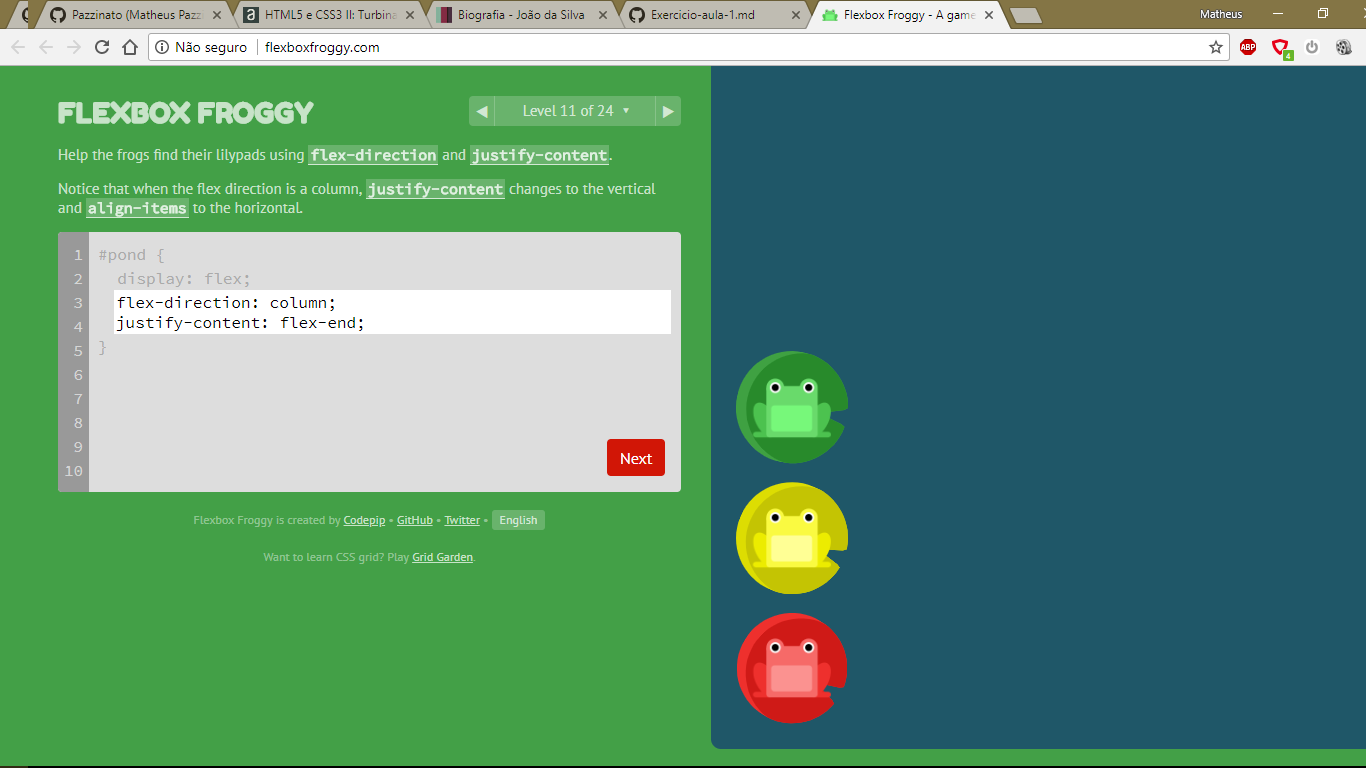 Pazzinato (Matheus Pazz
HTML5 e CSS3 II: Turbina
Biografia - João da Silva
Exercicio-aula-1.md
Flexbox Froggy - A game
Matheus
Não seguro
flexboxfroggy.com
ABP
4
FLEXBOX FROGGY
Level 11 of 24
Help the frogs find their lilypads using flex-direction and justify-content.
Notice that when the flex direction is a column, justify-content changes to the vertical
and align-items to the horizontal.
1 #pond {
2 display: flex;
3 flex-direction: column;
4 justify-content: flex-end;
5 }
6
7
8
9
10
Next
Flexbox Froggy is created by Codepip • GitHub • Twitter • English
Want to learn CSS grid? Play Grid Garden.